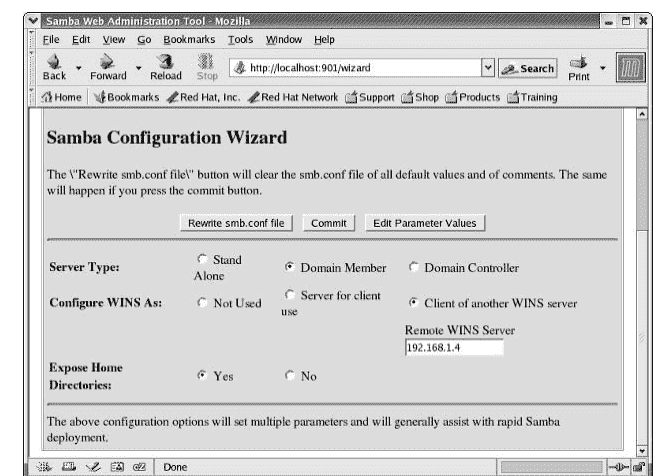 Samba Web Administration Tool - Mozilla
File Edit View Go Bookmarks Tools Window Help
Back Forward Reload Stop http://localhost:901/wizard Search Print
Home Bookmarks Red Hat, Inc. Red Hat Network Support Shop Products Training
Samba Configuration Wizard
The \"Rewrite smb.conf file\" button will clear the smb.conf file of all default values and of comments. The same
will happen if you press the commit button.
Rewrite smb.conf file Commit Edit Parameter Values
Server Type: Stand Alone Domain Member Domain Controller
Configure WINS As: Not Used Server for client use Client of another WINS server
Remote WINS Server
192.168.1.4
Expose Home
Directories: Yes No
The above configuration options will set multiple parameters and will generally assist with rapid Samba
deployment.
Done